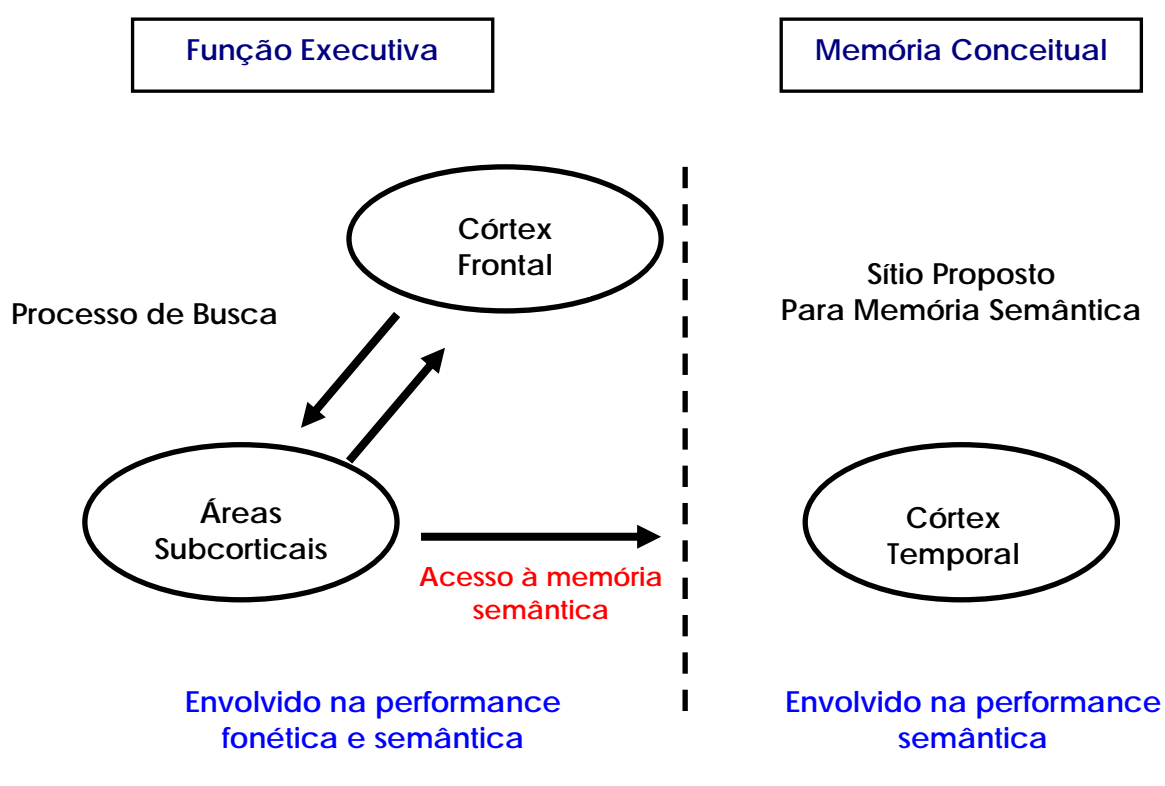 Função Executiva
Memória Conceitual
Córtex
Frontal
Sítio Proposto
Para Memória Semântica
Processo de Busca
Áreas
Subcorticais
Córtex
Temporal
Acesso à memória
semântica
Envolvido na performance
fonética e semântica
Envolvido na performance
semântica